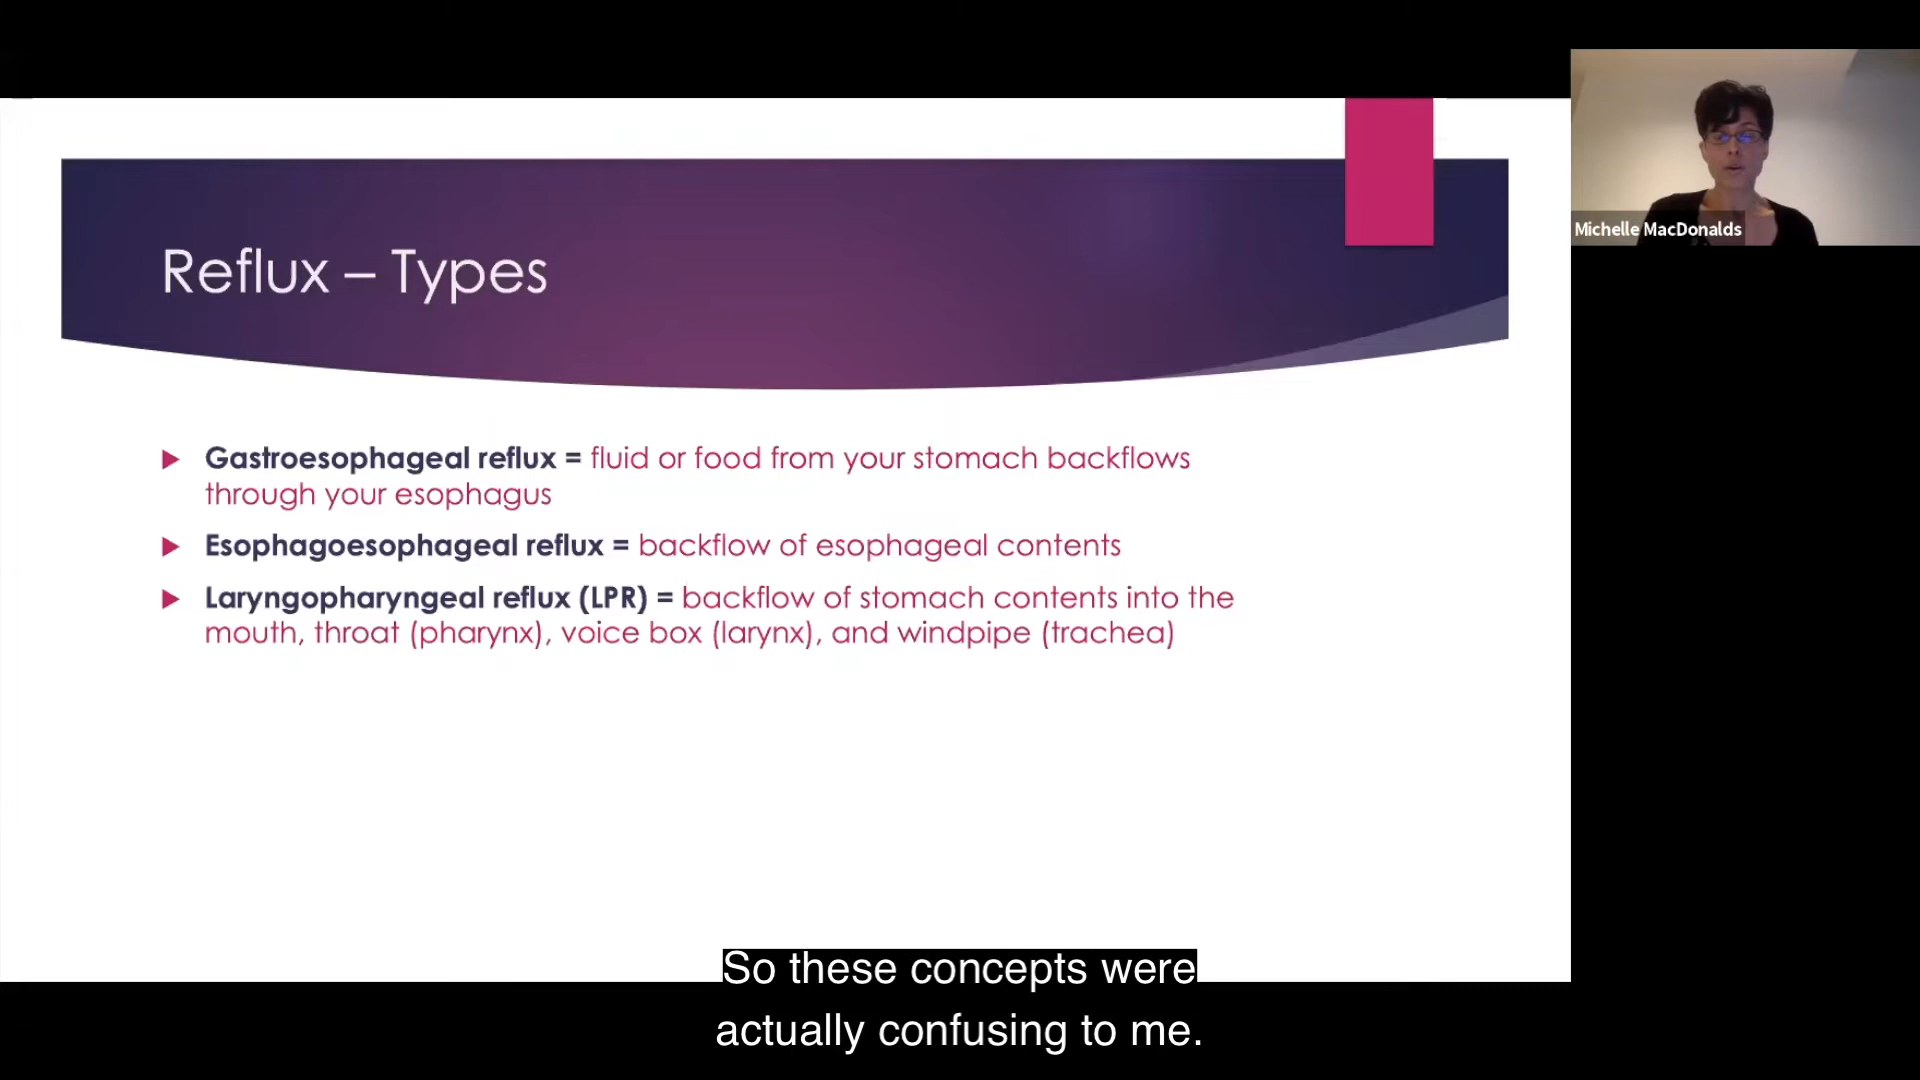 Michelle MacDonalds
Reflux – Types
Gastroesophageal reflux = fluid or food from your stomach backflows
through your esophagus
Esophagoesophageal reflux = backflow of esophageal contents
Laryngopharyngeal reflux (LPR) = backflow of stomach contents into the
mouth, throat (pharynx), voice box (larynx), and windpipe (trachea)
So these concepts were
actually confusing to me.